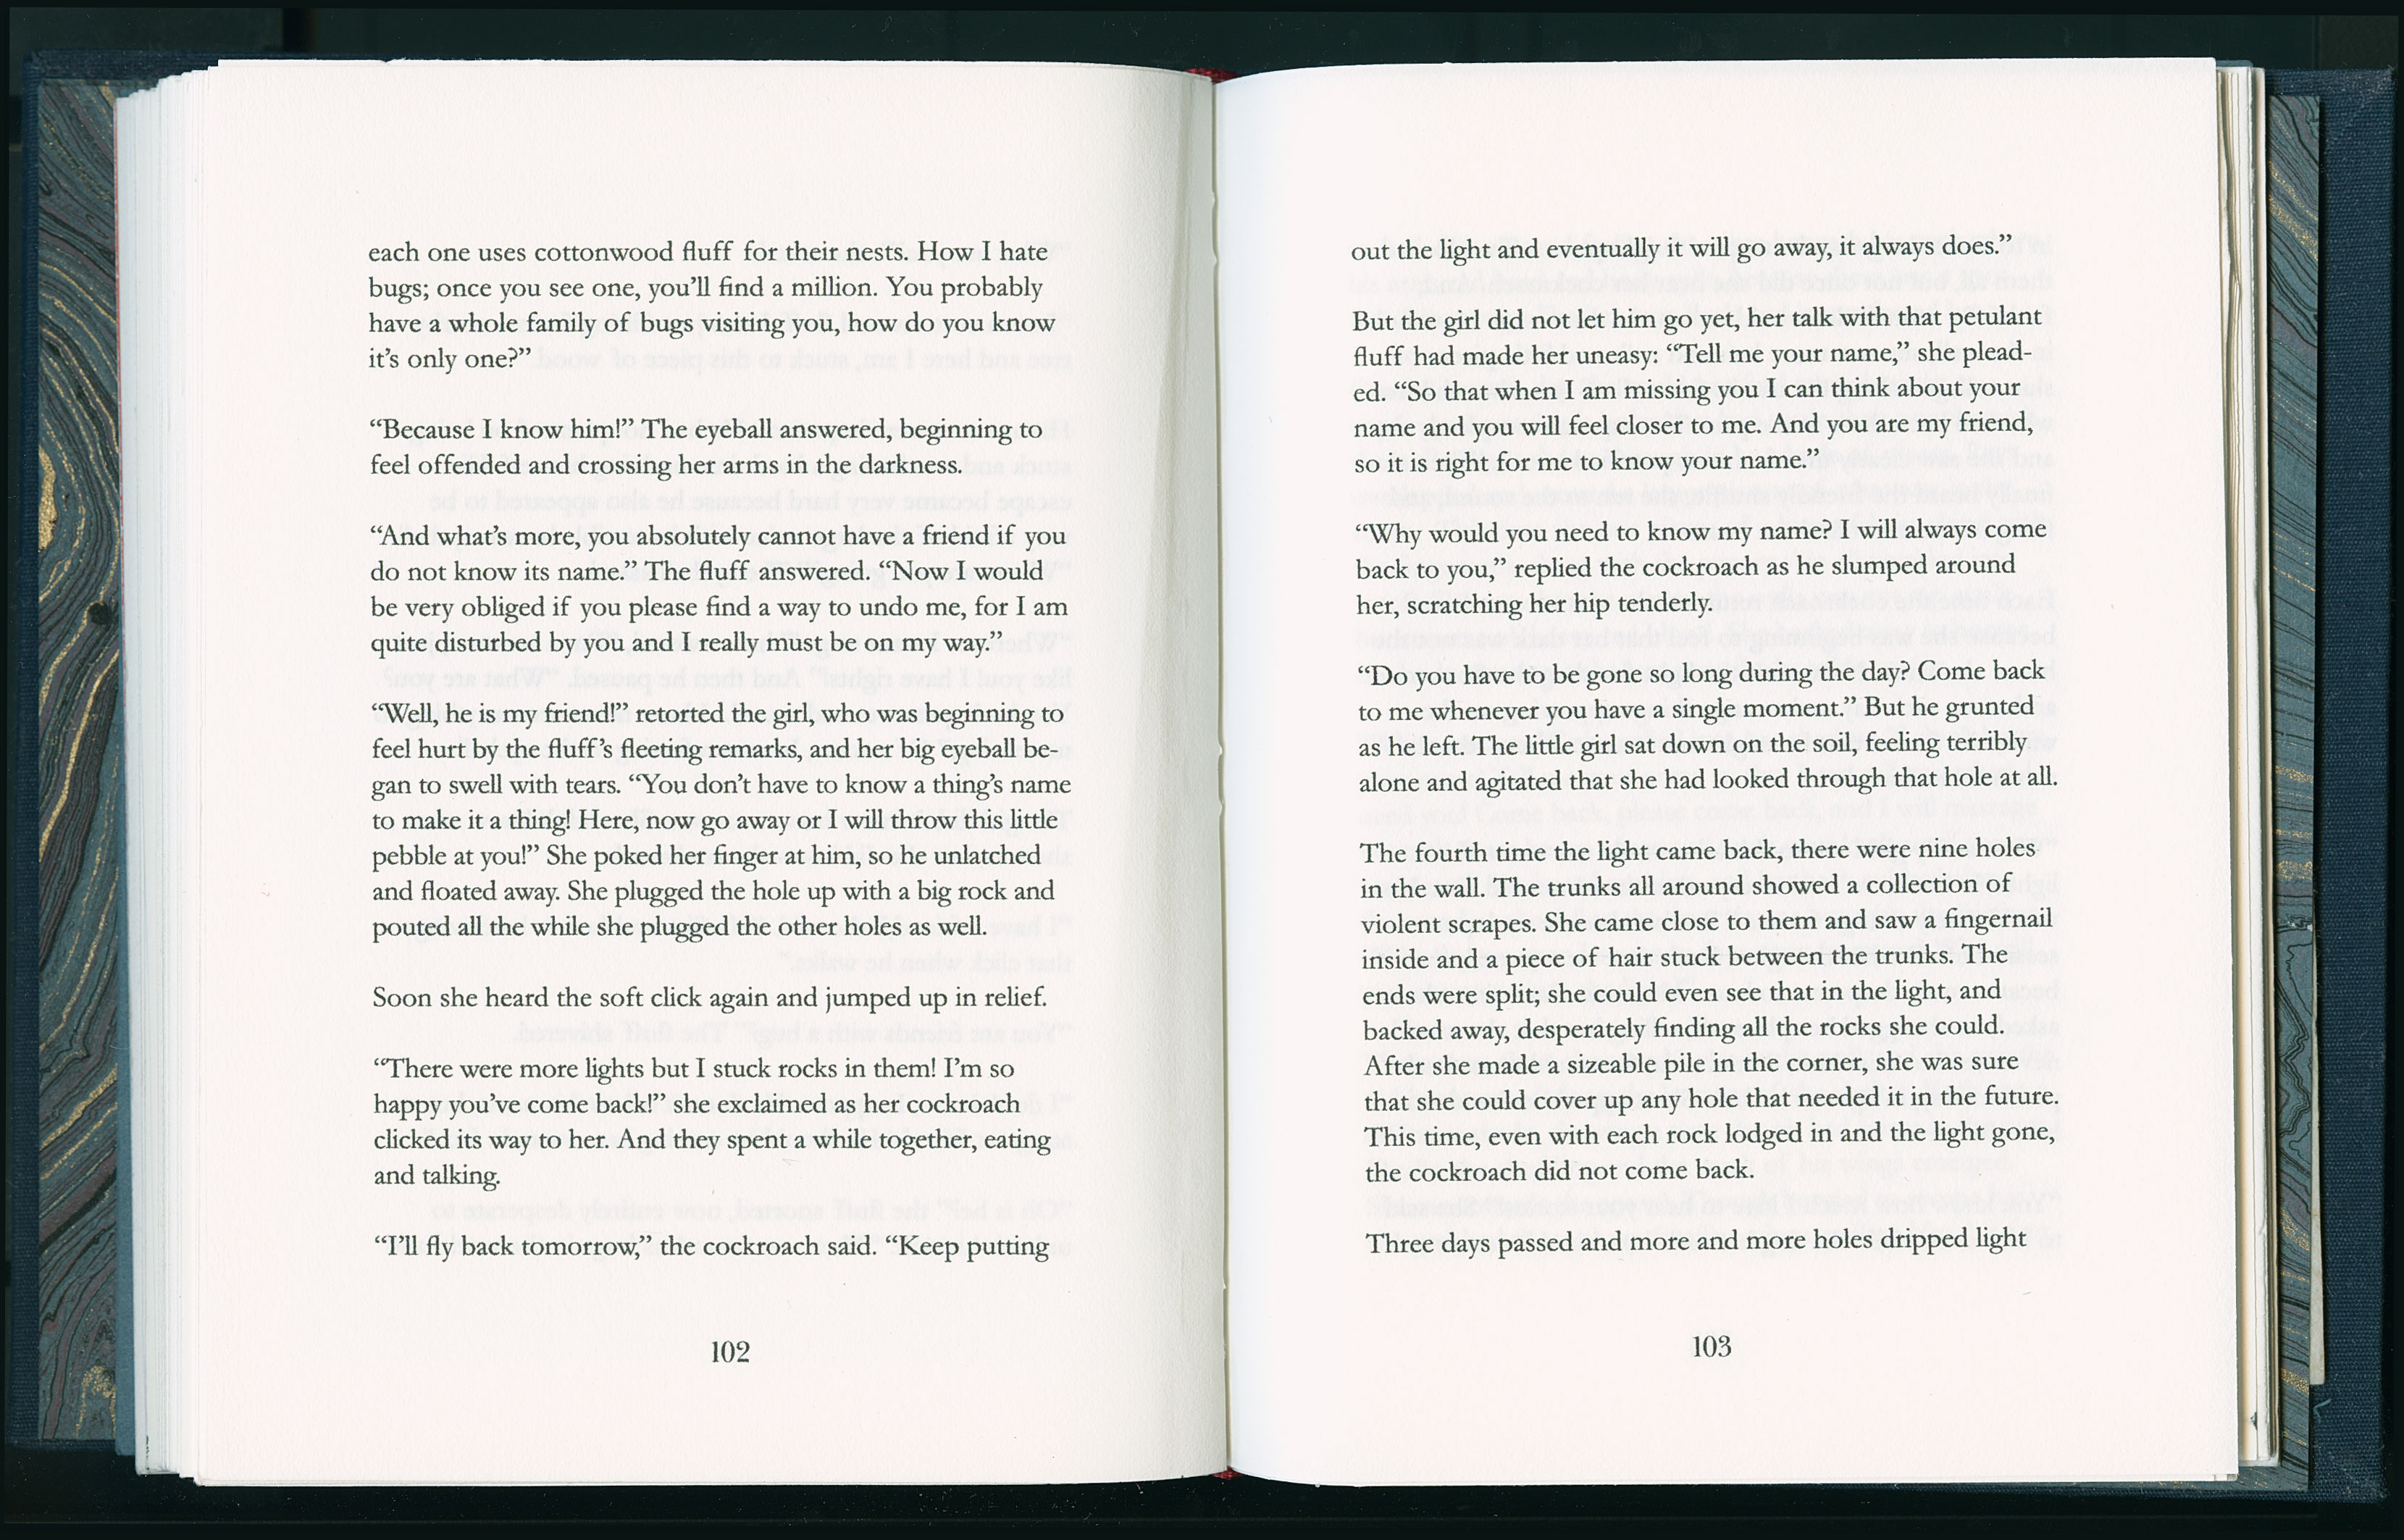 each one uses cottonwood fluff for their nests. How I hate
bugs; once you see one, you’ll find a million. You probably
have a whole family of bugs visiting you, how do you know
it’s only one?”
“Because I know him!” The eyeball answered, beginning to
feel offended and crossing her arms in the darkness.
“And what’s more, you absolutely cannot have a friend if you
do not know its name.” The fluff answered. “Now I would
be very obliged if you please find a way to undo me, for I am
quite disturbed by you and I really must be on my way.”
“Well, he is my friend!” retorted the girl, who was beginning to
feel hurt by the fluff’s fleeting remarks, and her big eyeball be-
gan to swell with tears. “You don’t have to know a thing’s name
to make it a thing! Here, now go away or I will throw this little
pebble at you!” She poked her finger at him, so he unlatched
and floated away. She plugged the hole up with a big rock and
pouted all the while she plugged the other holes as well.
Soon she heard the soft click again and jumped up in relief.
“There were more lights but I stuck rocks in them! I’m so
happy you’ve come back!” she exclaimed as her cockroach
clicked its way to her. And they spent a while together, eating
and talking.
“I’ll fly back tomorrow,” the cockroach said. “Keep putting
102
out the light and eventually it will go away, it always does.”
But the girl did not let him go yet, her talk with that petulant
fluff had made her uneasy: “Tell me your name,” she plead-
ed. “So that when I am missing you I can think about your
name and you will feel closer to me. And you are my friend,
so it is right for me to know your name.”
“Why would you need to know my name? I will always come
back to you,” replied the cockroach as he slumped around
her, scratching her hip tenderly.
“Do you have to be gone so long during the day? Come back
to me whenever you have a single moment.” But he grunted
as he left. The little girl sat down on the soil, feeling terribly
alone and agitated that she had looked through that hole at all.
The fourth time the light came back, there were nine holes
in the wall. The trunks all around showed a collection of
violent scrapes. She came close to them and saw a fingernail
inside and a piece of hair stuck between the trunks. The
ends were split; she could even see that in the light, and
backed away, desperately finding all the rocks she could.
After she made a sizeable pile in the corner, she was sure
that she could cover up any hole that needed it in the future.
This time, even with each rock lodged in and the light gone,
the cockroach did not come back.
Three days passed and more and more holes dripped light
103